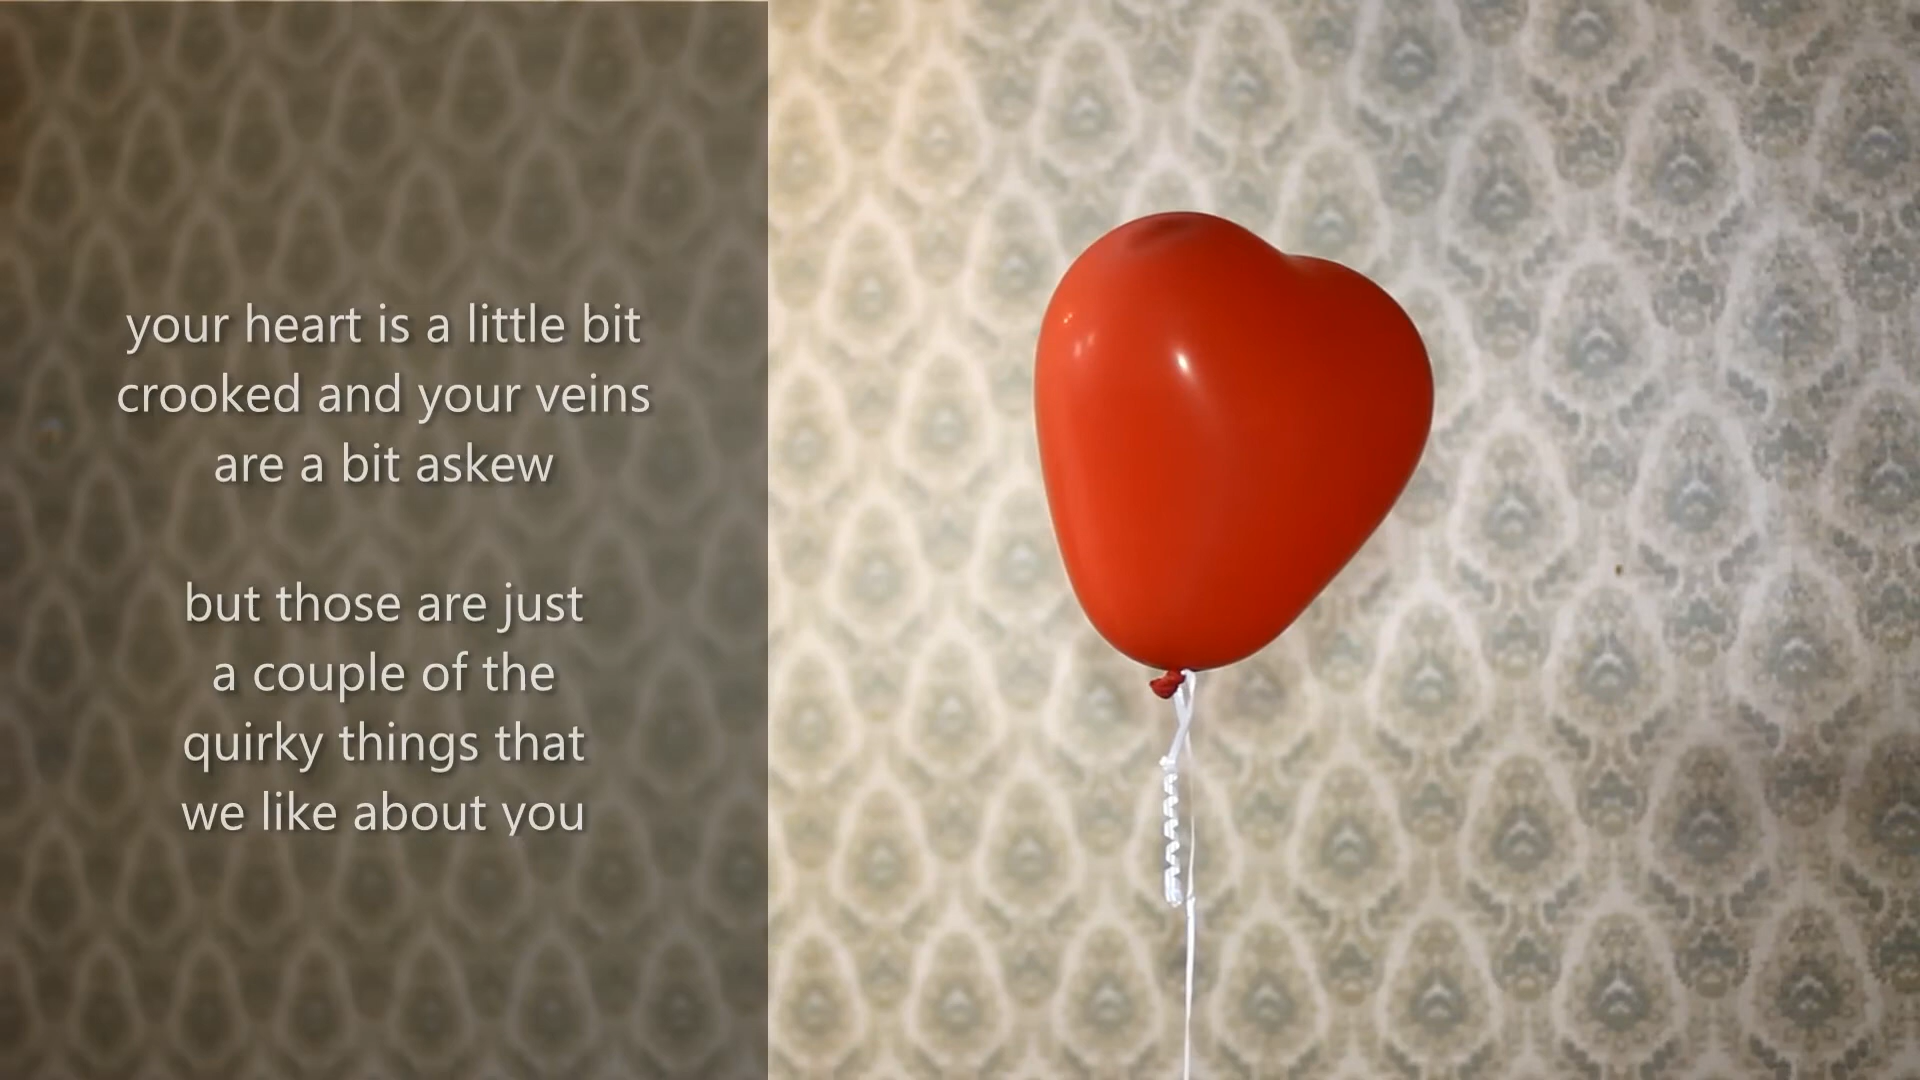 your heart is a little bit
crooked and your veins
are a bit askew
but those are just
a couple of the
quirky things that
we like about you